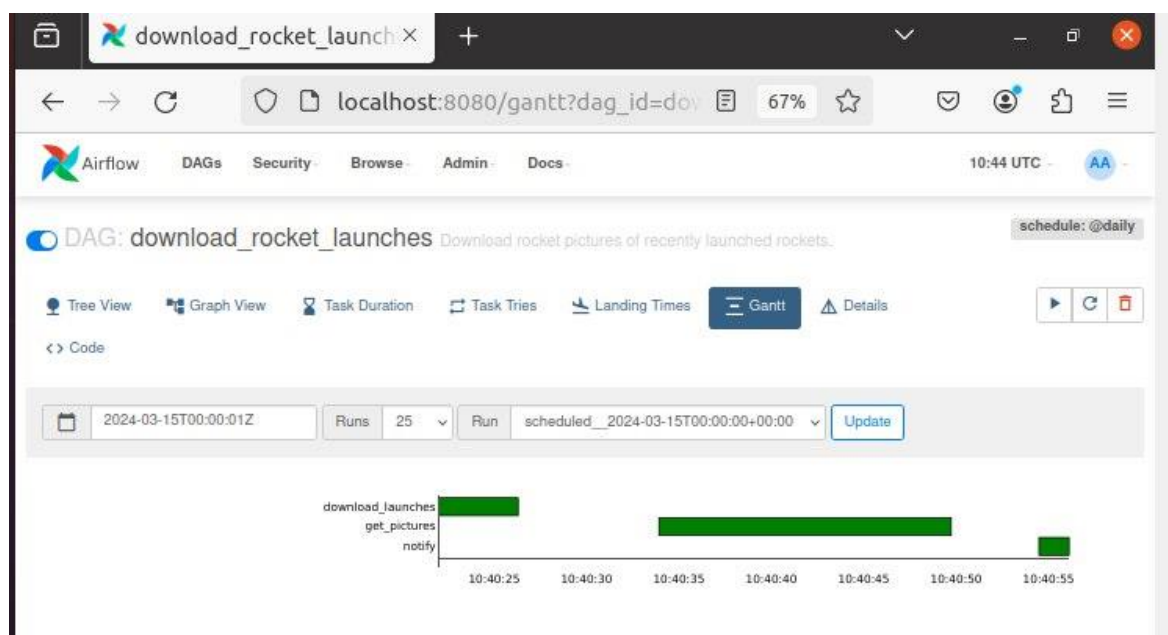 download_rocket_launch
localhost:8080/gantt?dag_id=dow 67%
Airflow DAGs Security Browse Admin Docs 10:44 UTC AA
DAG: download_rocket_launches Download rocket pictures of recently launched rockets. schedule: @daily
Tree View Graph View Task Duration Task Tries Landing Times Gantt Details
<> Code
2024-03-15T00:00:01Z Runs 25 Run scheduled__2024-03-15T00:00:00+00:00 Update
download_launches
get_pictures
notify
10:40:25 10:40:30 10:40:35 10:40:40 10:40:45 10:40:50 10:40:55